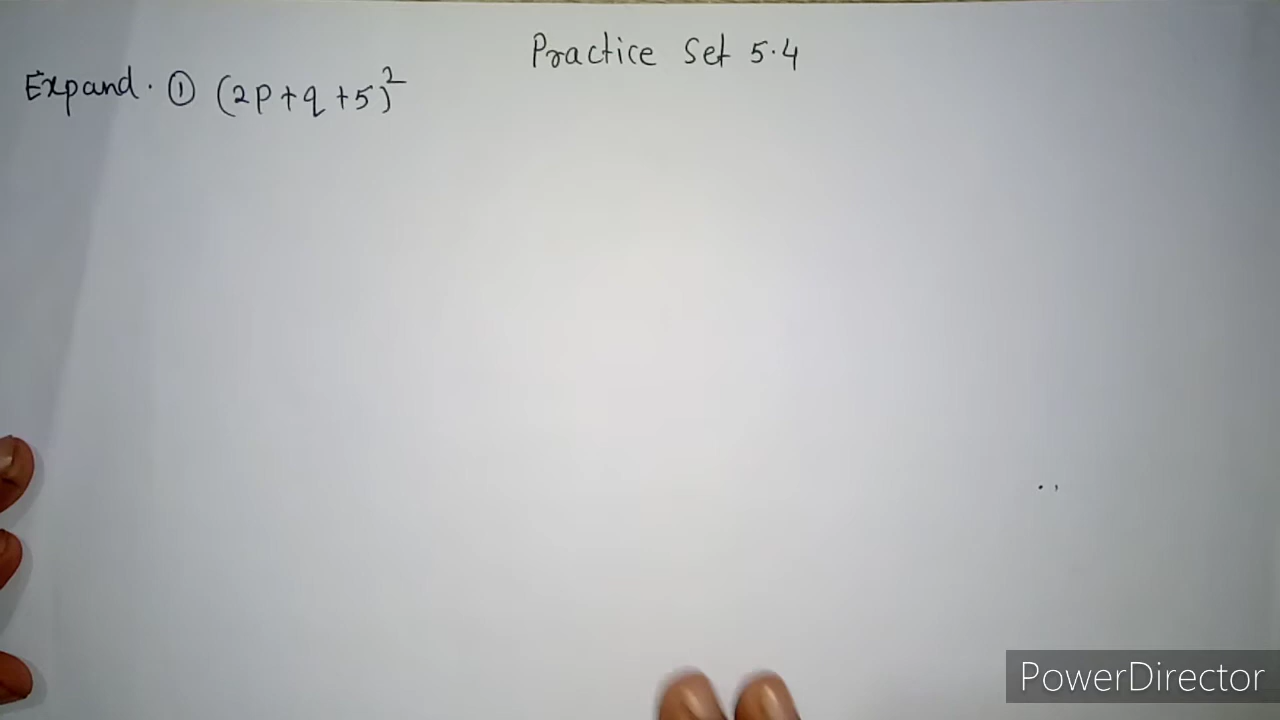 Practice Set 5.4
Expand. ① (2p+q+5)²
PowerDirector